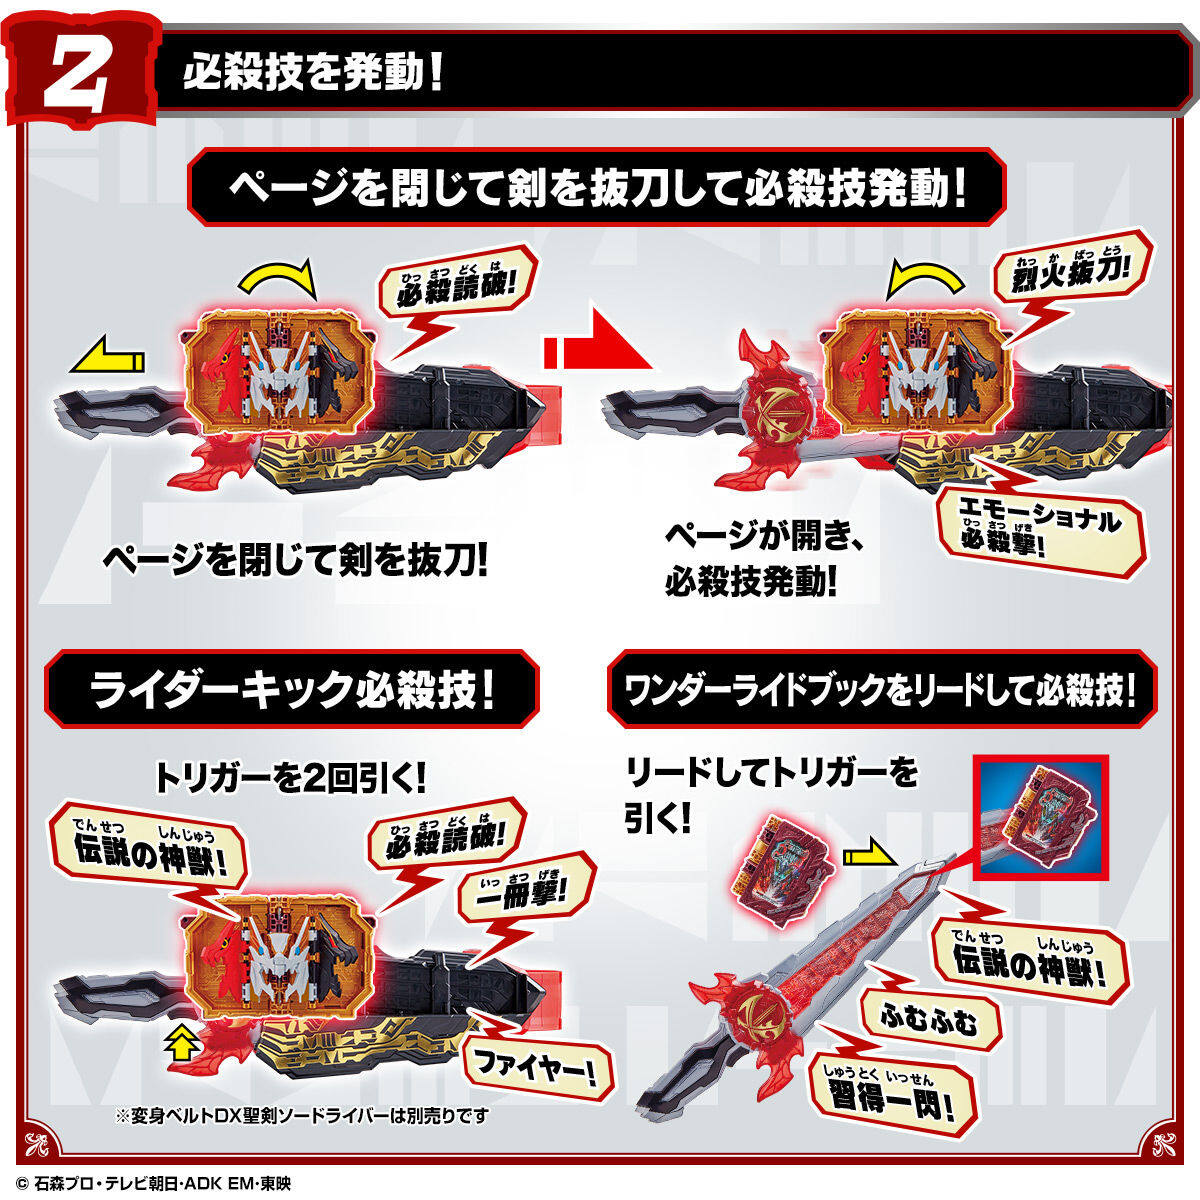 2
必殺技を発動!
ページを閉じて剣を抜刀して必殺技発動!
ひっ さつ どく は
必殺読破!
れっ か ばっ とう
烈火抜刀!
エモーショナル
ひっ さつ げき
必殺撃!
ページを閉じて剣を抜刀!
ページが開き、
必殺技発動!
ライダーキック必殺技!
トリガーを2回引く!
でんせつ しんじゅう
伝説の神獣!
ひっ さつ どく は
必殺読破!
いっ さつ げき
一冊撃!
ファイヤー!
※変身ベルトDX聖剣ソードライバーは別売りです
ワンダーライドブックをリードして必殺技!
リードしてトリガーを
引く!
でんせつ しんじゅう
伝説の神獣!
ふむふむ
しゅうとく いっせん
習得一閃!
© 石森プロ・テレビ朝日・ADK EM・東映